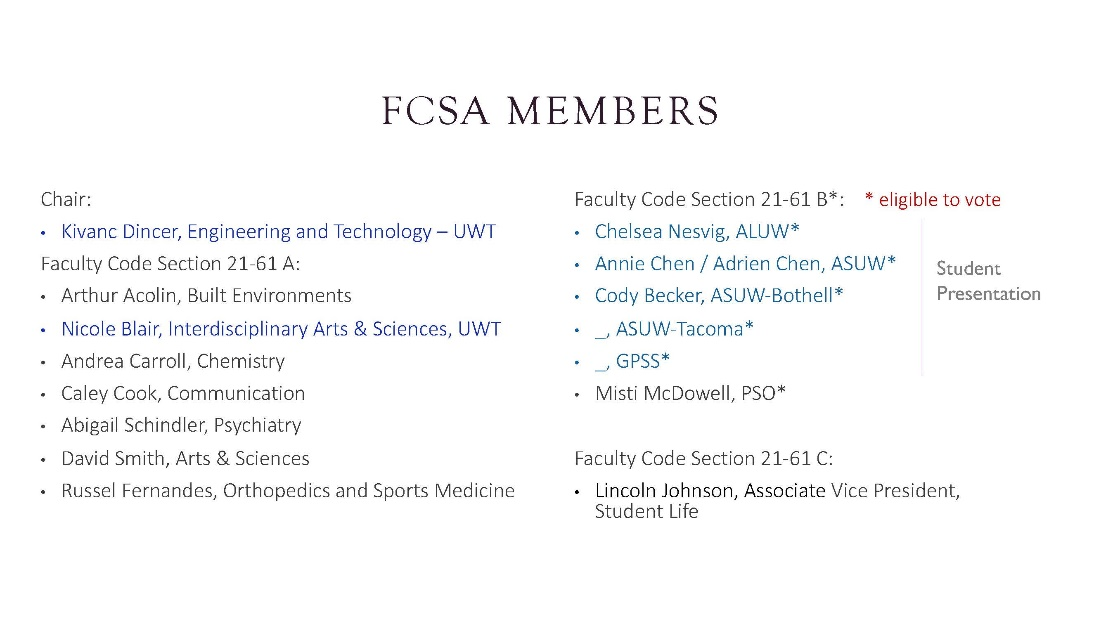 FCSA MEMBERS
Chair:
• Kivanc Dincer, Engineering and Technology – UWT
Faculty Code Section 21-61 A:
• Arthur Acolin, Built Environments
• Nicole Blair, Interdisciplinary Arts & Sciences, UWT
• Andrea Carroll, Chemistry
• Caley Cook, Communication
• Abigail Schindler, Psychiatry
• David Smith, Arts & Sciences
• Russel Fernandes, Orthopedics and Sports Medicine
Faculty Code Section 21-61 B*: * eligible to vote
• Chelsea Nesvig, ALUW*
• Annie Chen / Adrien Chen, ASUW*
• Cody Becker, ASUW-Bothell*
• _, ASUW-Tacoma*
• _, GPSS*
• Misti McDowell, PSO*
Student
Presentation
Faculty Code Section 21-61 C:
• Lincoln Johnson, Associate Vice President,
Student Life